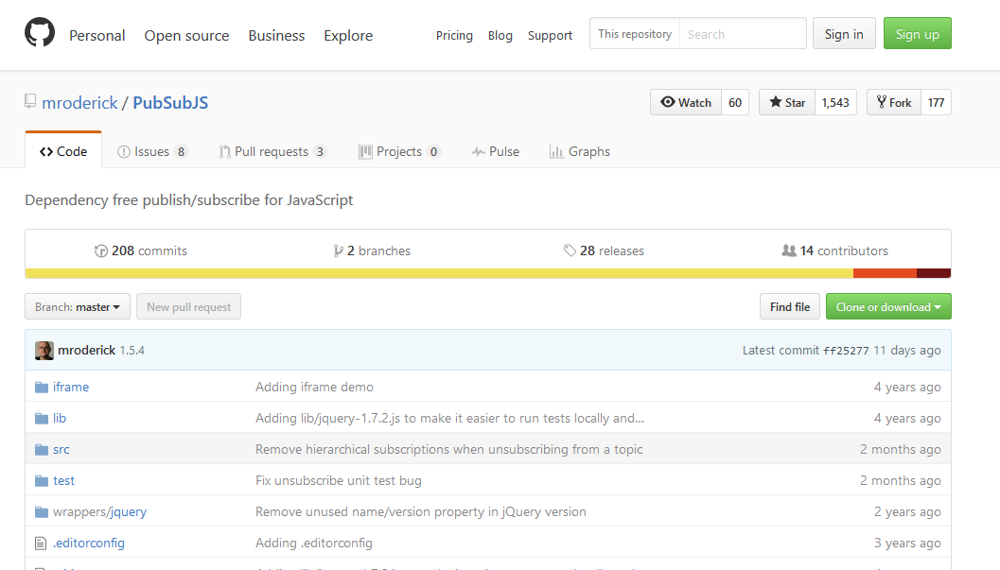 Personal Open source Business Explore Pricing Blog Support This repository Search Sign in Sign up
mroderick / PubSubJS Watch 60 Star 1,543 Fork 177
Code Issues 8 Pull requests 3 Projects 0 Pulse Graphs
Dependency free publish/subscribe for JavaScript
208 commits 2 branches 28 releases 14 contributors
Branch: master New pull request Find file Clone or download
mroderick 1.5.4 Latest commit ff25277 11 days ago
iframe Adding iframe demo 4 years ago
lib Adding lib/jquery-1.7.2.js to make it easier to run tests locally and… 4 years ago
src Remove hierarchical subscriptions when unsubscribing from a topic 2 months ago
test Fix unsubscribe unit test bug 2 months ago
wrappers/jquery Remove unused name/version property in jQuery version 2 years ago
.editorconfig Adding .editorconfig 3 years ago